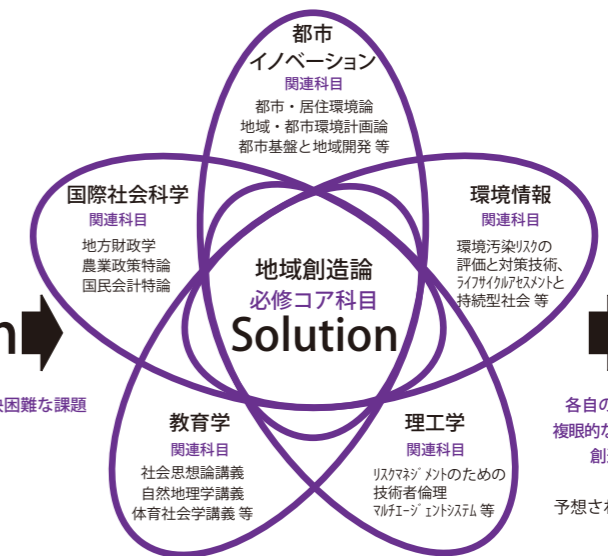 都市
イノベーション
関連科目
都市・居住環境論
地域・都市環境計画論
都市基盤と地域開発 等
国際社会科学
関連科目
地方財政学
農業政策特論
国民会計特論
環境情報
関連科目
環境汚染リスクの
評価と対策技術、
ライフサイクルアセスメントと
持続型社会 等
地域創造論
必修コア科目
Solution
n
決困難な課題
教育学
関連科目
社会思想論講義
自然地理学講義
体育社会学講義 等
理工学
関連科目
リスクマネジメントのための
技術者倫理
マルチエージェントシステム 等
各自の
複眼的な
創
予想され